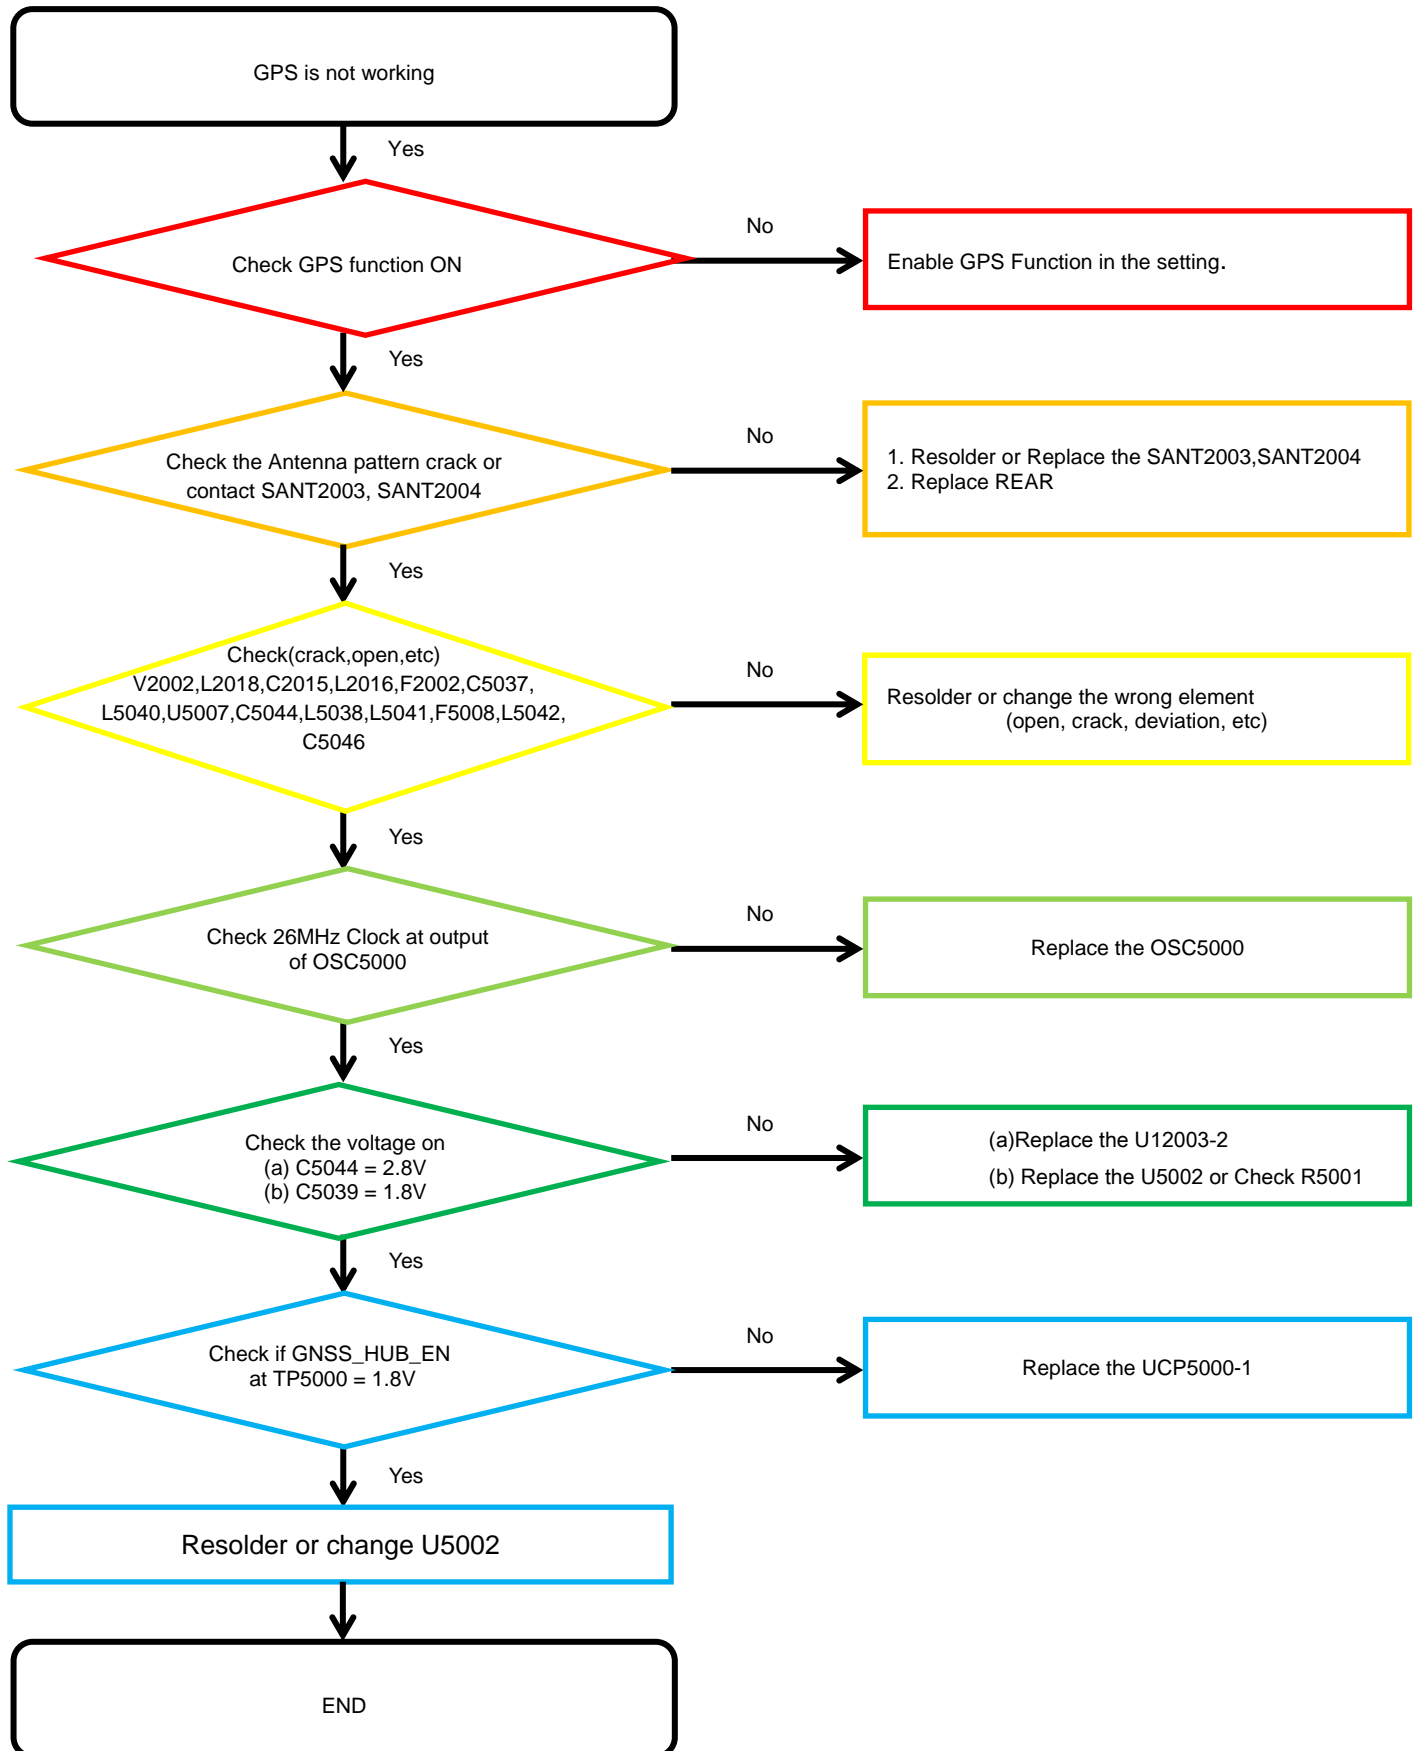 GPS is not working
Yes
Check GPS function ON
No
Enable GPS Function in the setting.
Yes
Check the Antenna pattern crack or
contact SANT2003, SANT2004
No
1. Resolder or Replace the SANT2003,SANT2004
2. Replace REAR
Yes
Check(crack,open,etc)
V2002,L2018,C2015,L2016,F2002,C5037,
L5040,U5007,C5044,L5038,L5041,F5008,L5042,
C5046
No
Resolder or change the wrong element
(open, crack, deviation, etc)
Yes
Check 26MHz Clock at output
of OSC5000
No
Replace the OSC5000
Yes
Check the voltage on
(a) C5044 = 2.8V
(b) C5039 = 1.8V
No
(a)Replace the U12003-2
(b) Replace the U5002 or Check R5001
Yes
Check if GNSS_HUB_EN
at TP5000 = 1.8V
No
Replace the UCP5000-1
Yes
Resolder or change U5002
END